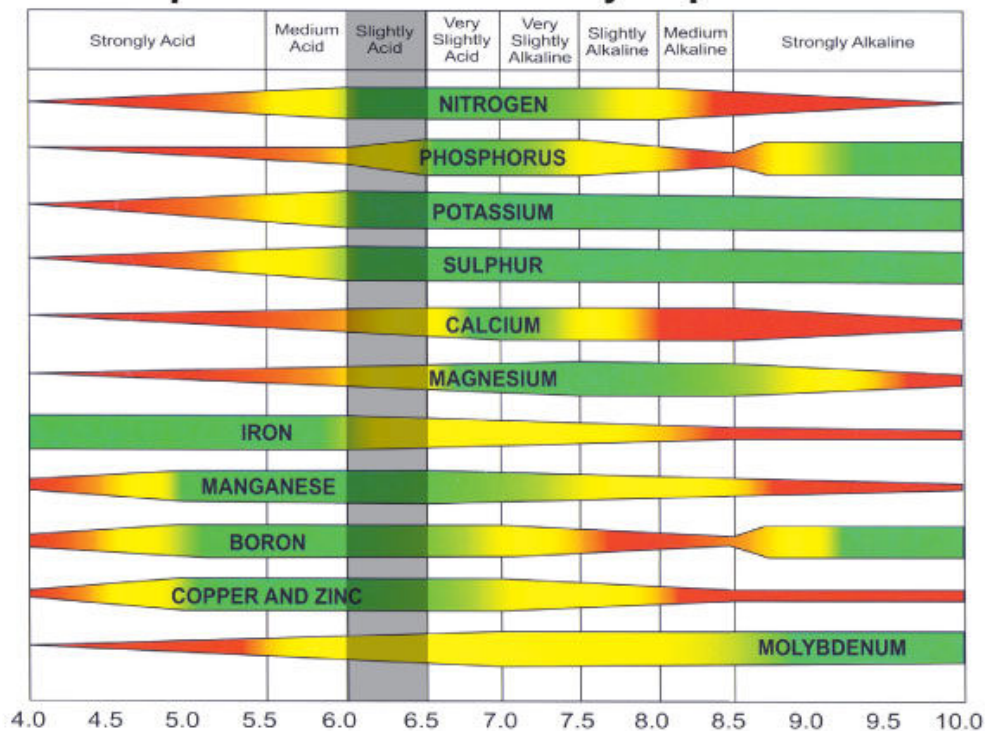 Strongly Acid
Medium
Acid
Slightly
Acid
Very
Slightly
Acid
Very
Slightly
Alkaline
Slightly
Alkaline
Medium
Alkaline
Strongly Alkaline
NITROGEN
PHOSPHORUS
POTASSIUM
SULPHUR
CALCIUM
MAGNESIUM
IRON
MANGANESE
BORON
COPPER AND ZINC
MOLYBDENUM
4.0 4.5 5.0 5.5 6.0 6.5 7.0 7.5 8.0 8.5 9.0 9.5 10.0